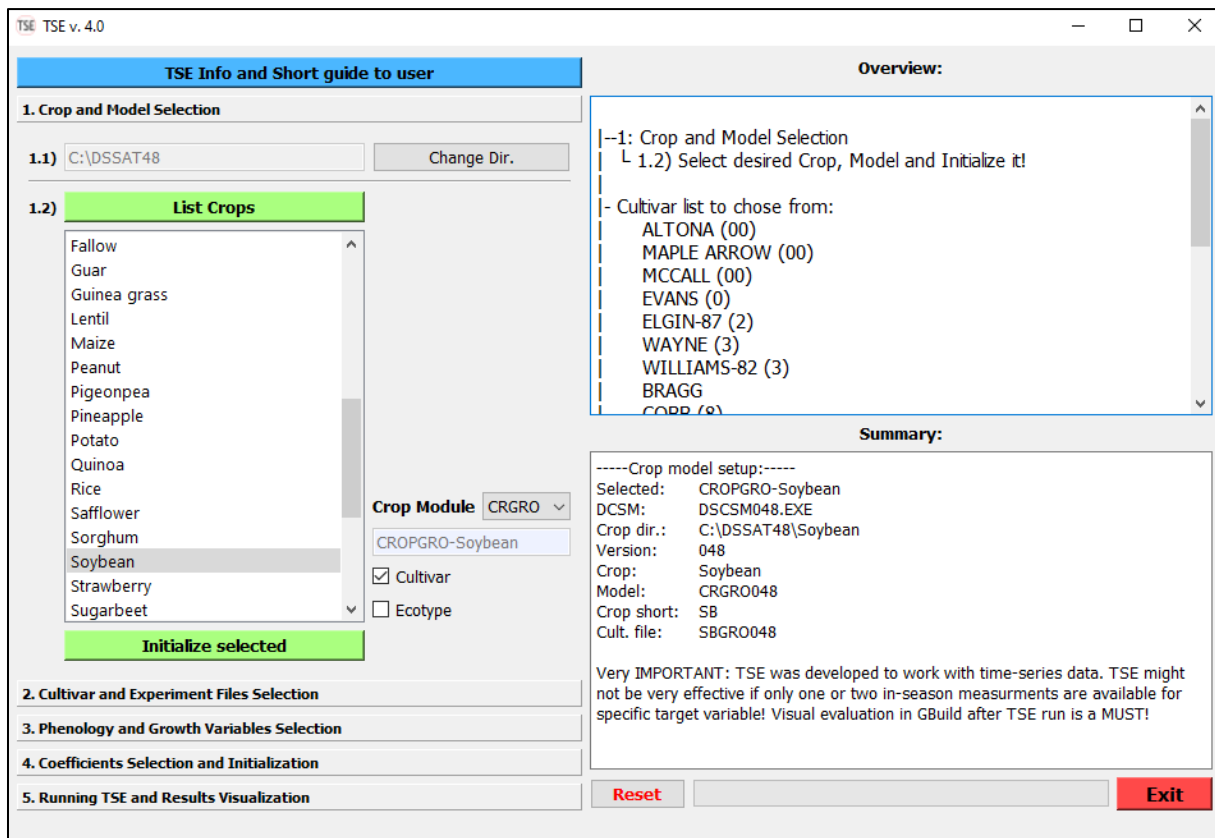 TSE TSE v. 4.0
TSE Info and Short guide to user
1. Crop and Model Selection
1.1) C:\DSSAT48 Change Dir.
1.2) List Crops
Fallow
Guar
Guinea grass
Lentil
Maize
Peanut
Pigeonpea
Pineapple
Potato
Quinoa
Rice
Safflower
Sorghum
Soybean
Strawberry
Sugarbeet
Crop Module CRGRO
CROPGRO-Soybean
Cultivar
Ecotype
Initialize selected
2. Cultivar and Experiment Files Selection
3. Phenology and Growth Variables Selection
4. Coefficients Selection and Initialization
5. Running TSE and Results Visualization
Overview:
|--1: Crop and Model Selection
| └ 1.2) Select desired Crop, Model and Initialize it!
|
|- Cultivar list to chose from:
| ALTONA (00)
| MAPLE ARROW (00)
| MCCALL (00)
| EVANS (0)
| ELGIN-87 (2)
| WAYNE (3)
| WILLIAMS-82 (3)
| BRAGG
| COBB (8)
Summary:
-----Crop model setup:-----
Selected: CROPGRO-Soybean
DCSM: DSCSM048.EXE
Crop dir.: C:\DSSAT48\Soybean
Version: 048
Crop: Soybean
Model: CRGRO048
Crop short: SB
Cult. file: SBGRO048
Very IMPORTANT: TSE was developed to work with time-series data. TSE might
not be very effective if only one or two in-season measurments are available for
specific target variable! Visual evaluation in GBuild after TSE run is a MUST!
Reset
Exit